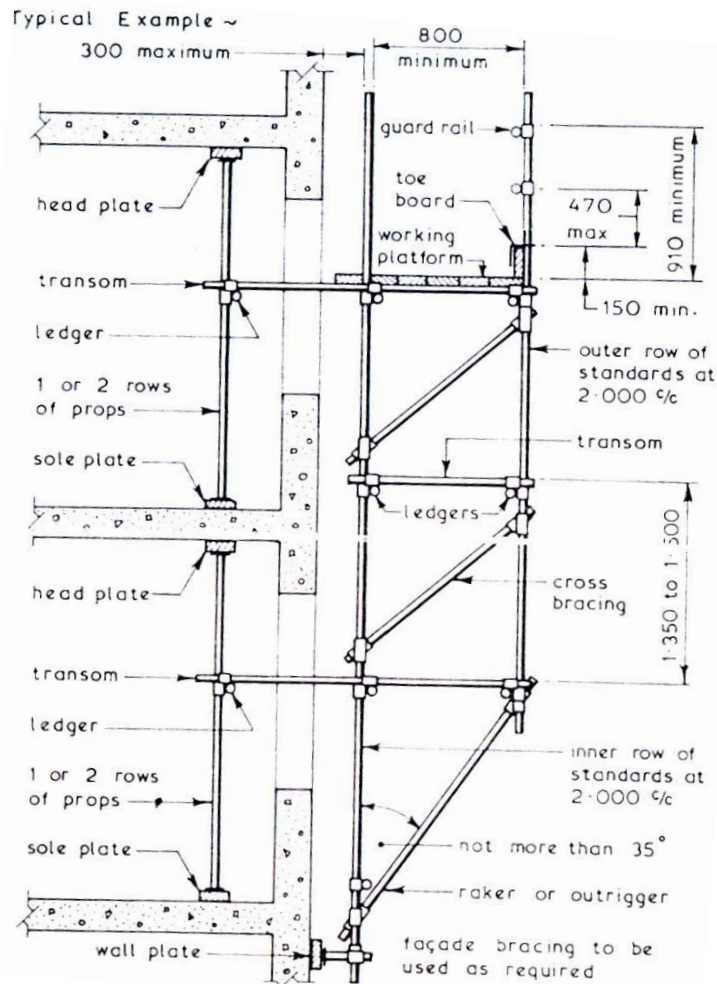 Typical Example ~
300 maximum
800
minimum
guard rail
toe
board
470
max
910 minimum
head plate
working
platform
transom
150 min.
ledger
outer row of
standards at
2·000 c/c
1 or 2 rows
of props
transom
sole plate
ledgers
head plate
cross
bracing
1·350 to 1·500
transom
ledger
inner row of
standards at
2·000 c/c
1 or 2 rows
of props
not more than 35°
sole plate
raker or outrigger
wall plate
façade bracing to be
used as required